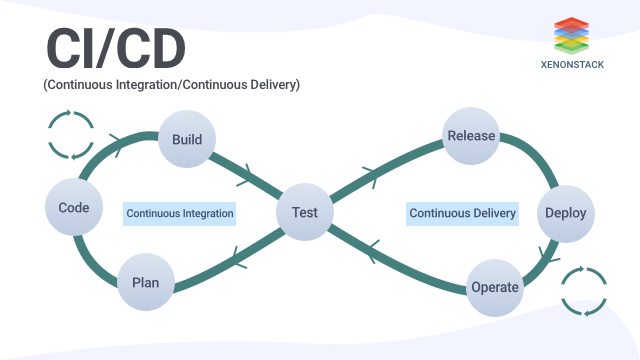 CI/CD
(Continuous Integration/Continuous Delivery)
XENONSTACK
Build
Release
Code
Continuous Integration
Test
Continuous Delivery
Deploy
Plan
Operate